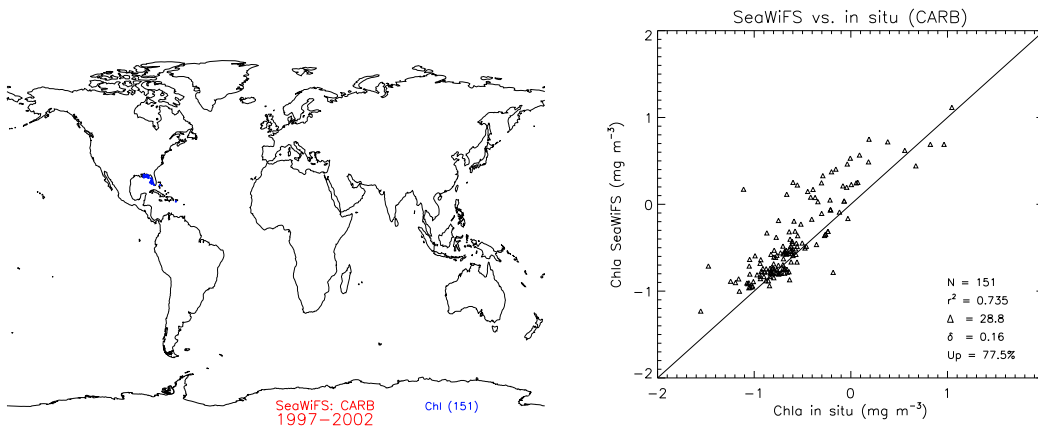 SeaWiFS: CARB
1997-2002
Chl (151)
SeaWiFS vs. in situ (CARB)
Chla SeaWiFS (mg m⁻³)
2
1
0
-1
-2
N = 151
r² = 0.735
Δ = 28.8
δ = 0.16
Up = 77.5%
-2 -1 0 1
Chla in situ (mg m⁻³)